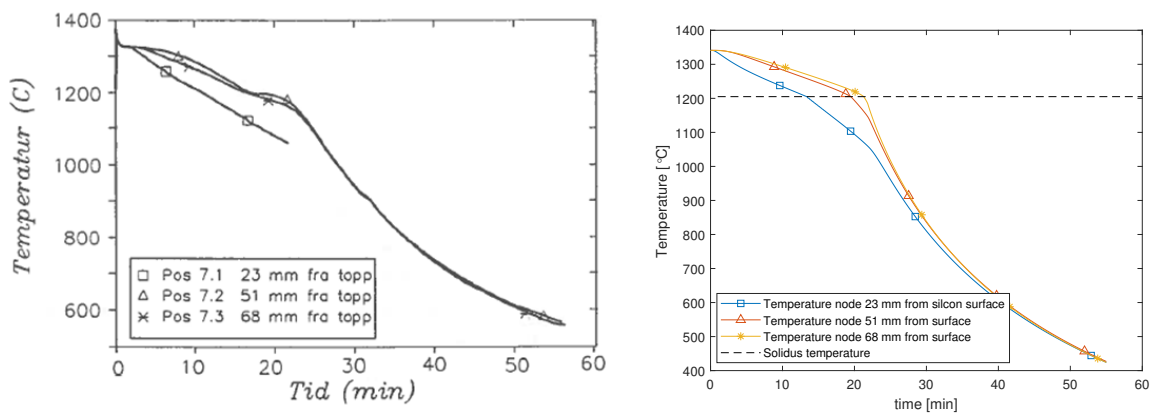 1400
1200
1000
800
600
Temperatur (C)
□ Pos 7.1 23 mm fra topp
△ Pos 7.2 51 mm fra topp
✳ Pos 7.3 68 mm fra topp
0 10 20 30 40 50 60
Tid (min)
1400
1300
1200
1100
1000
900
800
700
600
500
400
Temperature [°C]
Temperature node 23 mm from silcon surface
Temperature node 51 mm from surface
Temperature node 68 mm from surface
Solidus temperature
0 10 20 30 40 50 60
time [min]